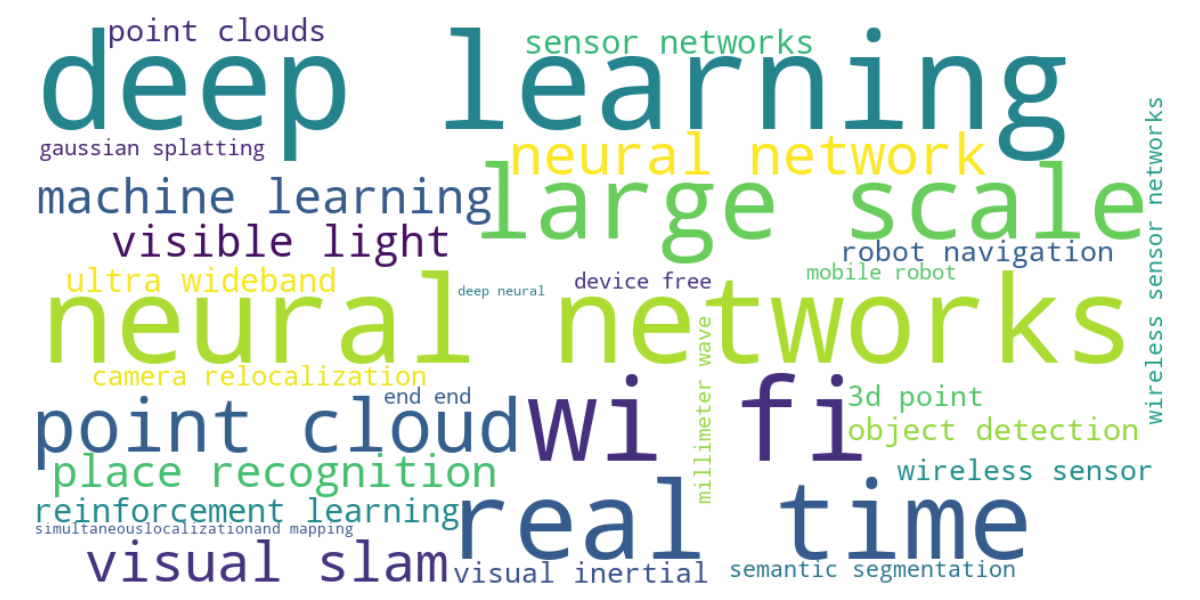 point clouds
sensor networks
deep learning
gaussian splatting
neural network
machine learning
large scale
wireless sensor networks
visible light
robot navigation
ultra wideband
device free
mobile robot
deep neural
neural networks
millimeter wave
camera relocalization
end end
3d point
point cloud
wi fi
object detection
place recognition
wireless sensor
reinforcement learning
real time
simultaneouslocalizationand mapping
visual slam
visual inertial
semantic segmentation